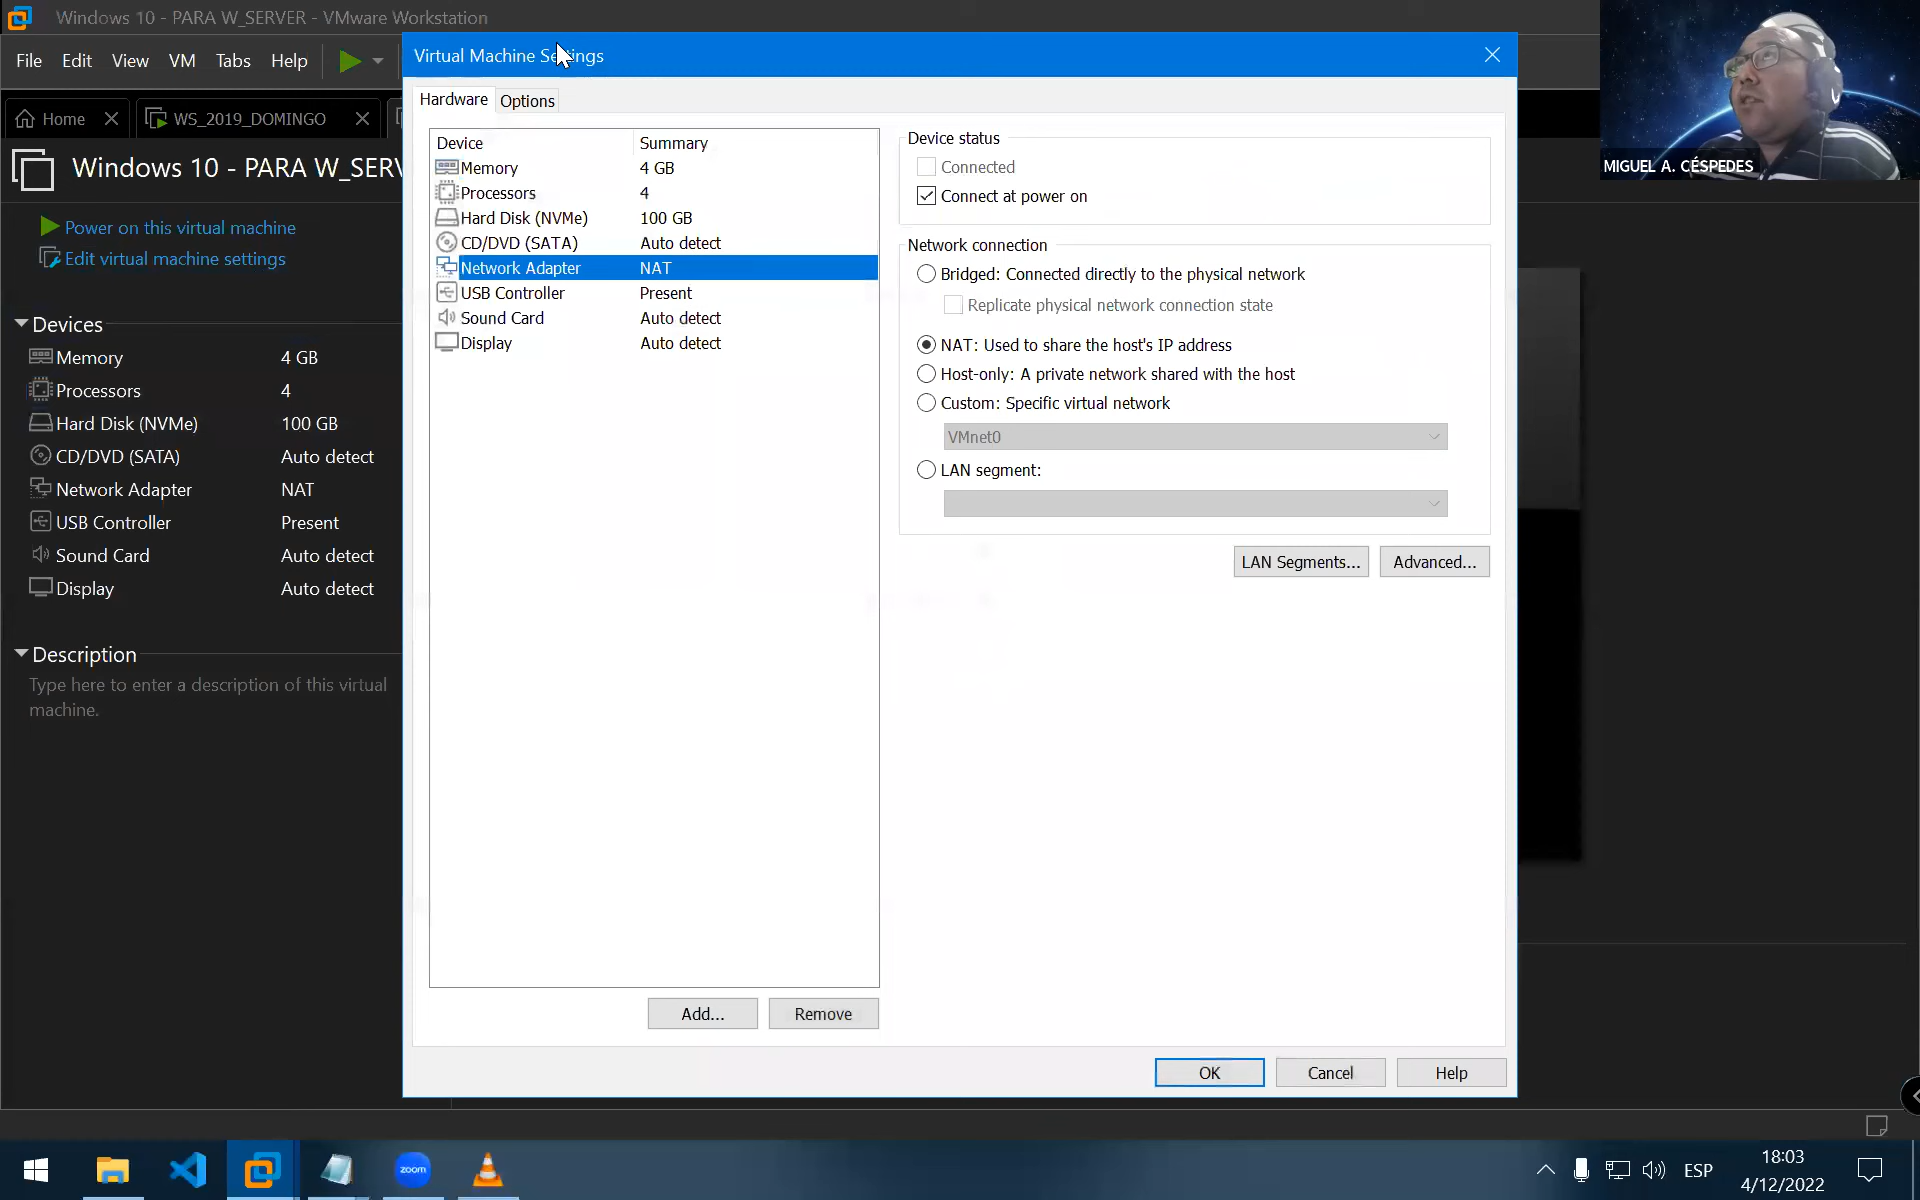 Windows 10 - PARA W_SERVER - VMware Workstation
File Edit View VM Tabs Help
Home
WS_2019_DOMINGO
Windows 10 - PARA W_SERV
Power on this virtual machine
Edit virtual machine settings
Devices
Memory 4 GB
Processors 4
Hard Disk (NVMe) 100 GB
CD/DVD (SATA) Auto detect
Network Adapter NAT
USB Controller Present
Sound Card Auto detect
Display Auto detect
Description
Type here to enter a description of this virtual
machine.
Virtual Machine Settings
Hardware Options
Device Summary
Memory 4 GB
Processors 4
Hard Disk (NVMe) 100 GB
CD/DVD (SATA) Auto detect
Network Adapter NAT
USB Controller Present
Sound Card Auto detect
Display Auto detect
Add... Remove
Device status
Connected
Connect at power on
Network connection
Bridged: Connected directly to the physical network
Replicate physical network connection state
NAT: Used to share the host's IP address
Host-only: A private network shared with the host
Custom: Specific virtual network
VMnet0
LAN segment:
LAN Segments... Advanced...
OK Cancel Help
MIGUEL A. CÉSPEDES
zoom
ESP
18:03
4/12/2022